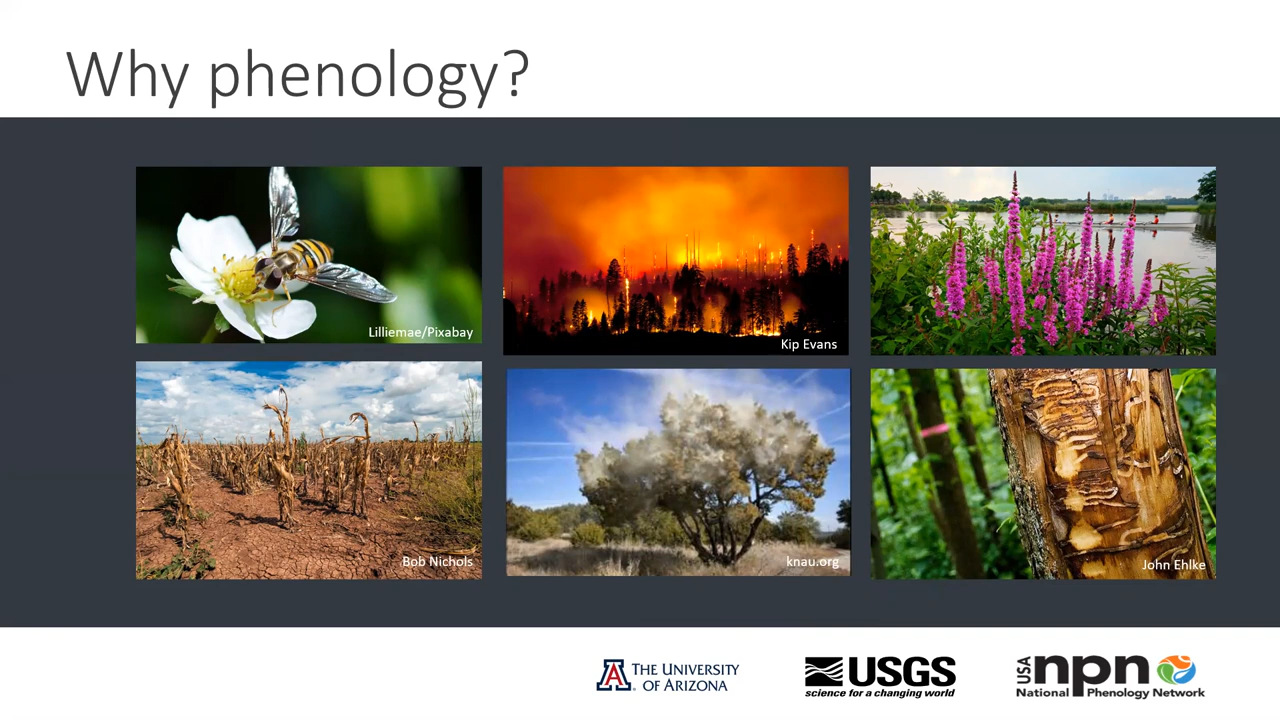 Why phenology?
Lilliemae/Pixabay
Kip Evans
Bob Nichols
knau.org
John Ehlke
A
THE UNIVERSITY
OF ARIZONA
USGS
science for a changing world
USA
npn
National Phenology Network